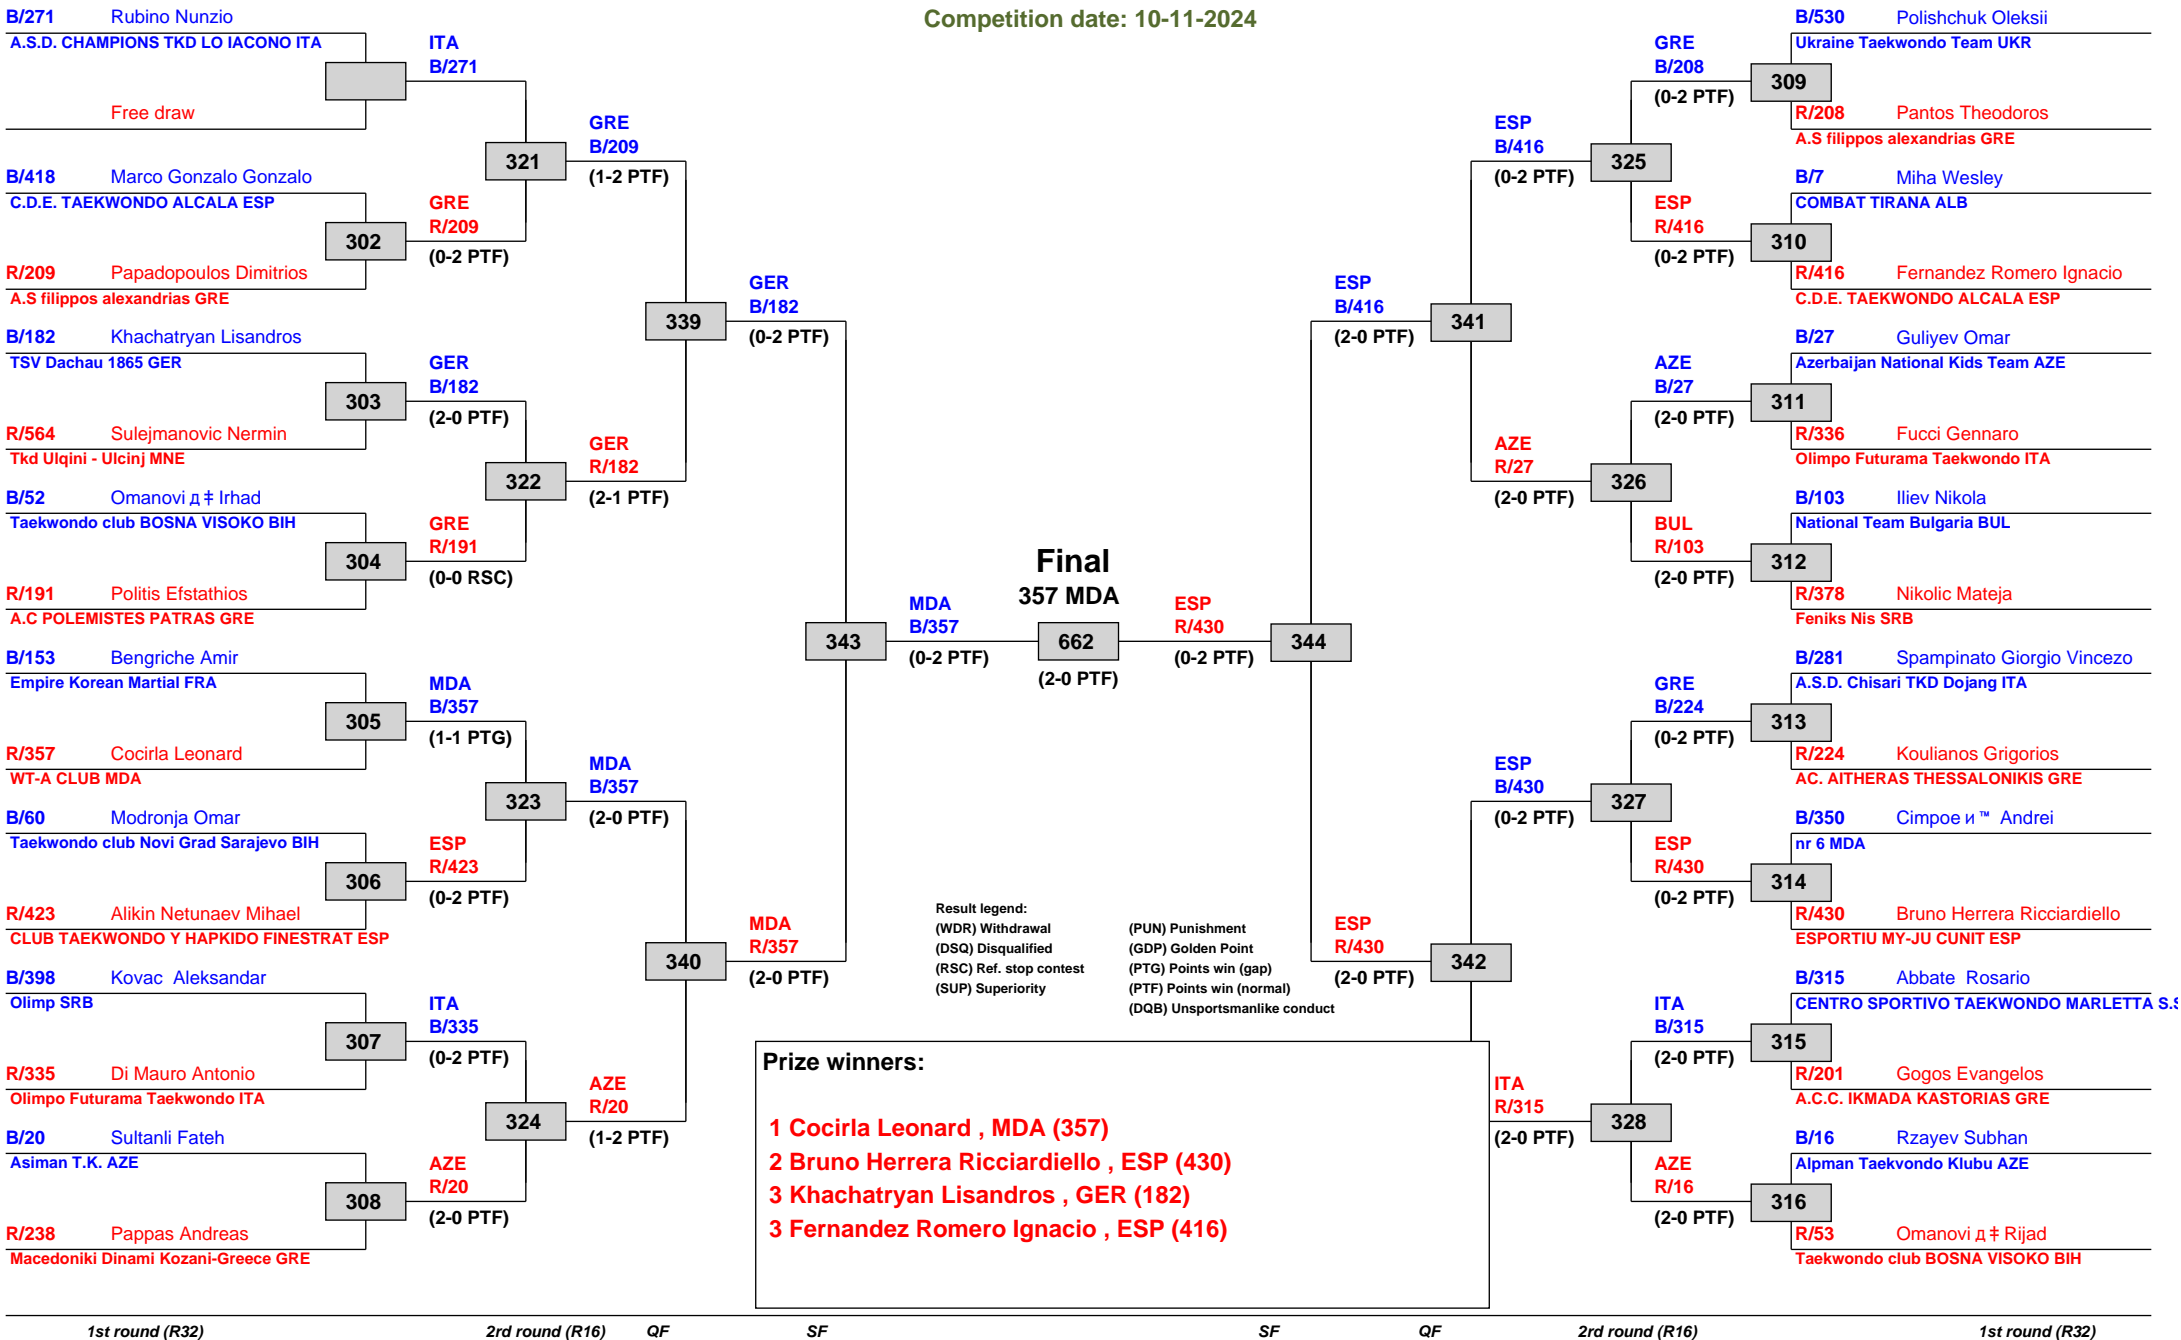 Competition date: 10-11-2024
B/271 Rubino Nunzio
A.S.D. CHAMPIONS TKD LO IACONO ITA
Free draw
B/418 Marco Gonzalo Gonzalo
C.D.E. TAEKWONDO ALCALA ESP
302
R/209 Papadopoulos Dimitrios
A.S filippos alexandrias GRE
B/182 Khachatryan Lisandros
TSV Dachau 1865 GER
303
R/564 Sulejmanovic Nermin
Tkd Ulqini - Ulcinj MNE
B/52 Omanovi д ‡ Irhad
Taekwondo club BOSNA VISOKO BIH
304
R/191 Politis Efstathios
A.C POLEMISTES PATRAS GRE
B/153 Bengriche Amir
Empire Korean Martial FRA
305
R/357 Cocirla Leonard
WT-A CLUB MDA
B/60 Modronja Omar
Taekwondo club Novi Grad Sarajevo BIH
306
R/423 Alikin Netunaev Mihael
CLUB TAEKWONDO Y HAPKIDO FINESTRAT ESP
B/398 Kovac Aleksandar
Olimp SRB
307
R/335 Di Mauro Antonio
Olimpo Futurama Taekwondo ITA
B/20 Sultanli Fateh
Asiman T.K. AZE
308
R/238 Pappas Andreas
Macedoniki Dinami Kozani-Greece GRE
ITA
B/271
321
GRE
R/209
(0-2 PTF)
GER
B/182
(2-0 PTF)
322
GRE
R/191
(0-0 RSC)
MDA
B/357
(1-1 PTG)
323
ESP
R/423
(0-2 PTF)
ITA
B/335
(0-2 PTF)
324
AZE
R/20
(2-0 PTF)
GRE
B/209
(1-2 PTF)
339
GER
R/182
(2-1 PTF)
MDA
B/357
(2-0 PTF)
340
AZE
R/20
(1-2 PTF)
GER
B/182
(0-2 PTF)
343
MDA
R/357
(2-0 PTF)
MDA
B/357
(0-2 PTF)
Final
357 MDA
662
(2-0 PTF)
ESP
R/430
(0-2 PTF)
344
ESP
B/416
(2-0 PTF)
341
ESP
R/430
(2-0 PTF)
342
ESP
B/416
(0-2 PTF)
325
AZE
R/27
(2-0 PTF)
326
ESP
B/430
(0-2 PTF)
327
ITA
R/315
(2-0 PTF)
328
GRE
B/208
(0-2 PTF)
309
ESP
R/416
(0-2 PTF)
310
AZE
B/27
(2-0 PTF)
311
BUL
R/103
(2-0 PTF)
312
GRE
B/224
(0-2 PTF)
313
ESP
R/430
(0-2 PTF)
314
ITA
B/315
(2-0 PTF)
315
AZE
R/16
(2-0 PTF)
316
B/530 Polishchuk Oleksii
Ukraine Taekwondo Team UKR
R/208 Pantos Theodoros
A.S filippos alexandrias GRE
B/7 Miha Wesley
COMBAT TIRANA ALB
R/416 Fernandez Romero Ignacio
C.D.E. TAEKWONDO ALCALA ESP
B/27 Guliyev Omar
Azerbaijan National Kids Team AZE
R/336 Fucci Gennaro
Olimpo Futurama Taekwondo ITA
B/103 Iliev Nikola
National Team Bulgaria BUL
R/378 Nikolic Mateja
Feniks Nis SRB
B/281 Spampinato Giorgio Vincezo
A.S.D. Chisari TKD Dojang ITA
R/224 Koulianos Grigorios
AC. AITHERAS THESSALONIKIS GRE
B/350 Cimpoe и ™ Andrei
nr 6 MDA
R/430 Bruno Herrera Ricciardiello
ESPORTIU MY-JU CUNIT ESP
B/315 Abbate Rosario
CENTRO SPORTIVO TAEKWONDO MARLETTA S.S
R/201 Gogos Evangelos
A.C.C. IKMADA KASTORIAS GRE
B/16 Rzayev Subhan
Alpman Taekvondo Klubu AZE
R/53 Omanovi д ‡ Rijad
Taekwondo club BOSNA VISOKO BIH
Result legend:
(WDR) Withdrawal (PUN) Punishment
(DSQ) Disqualified (GDP) Golden Point
(RSC) Ref. stop contest (PTG) Points win (gap)
(SUP) Superiority (PTF) Points win (normal)
(DQB) Unsportsmanlike conduct
Prize winners:
1 Cocirla Leonard , MDA (357)
2 Bruno Herrera Ricciardiello , ESP (430)
3 Khachatryan Lisandros , GER (182)
3 Fernandez Romero Ignacio , ESP (416)
1st round (R32) 2rd round (R16) QF SF SF QF 2rd round (R16) 1st round (R32)